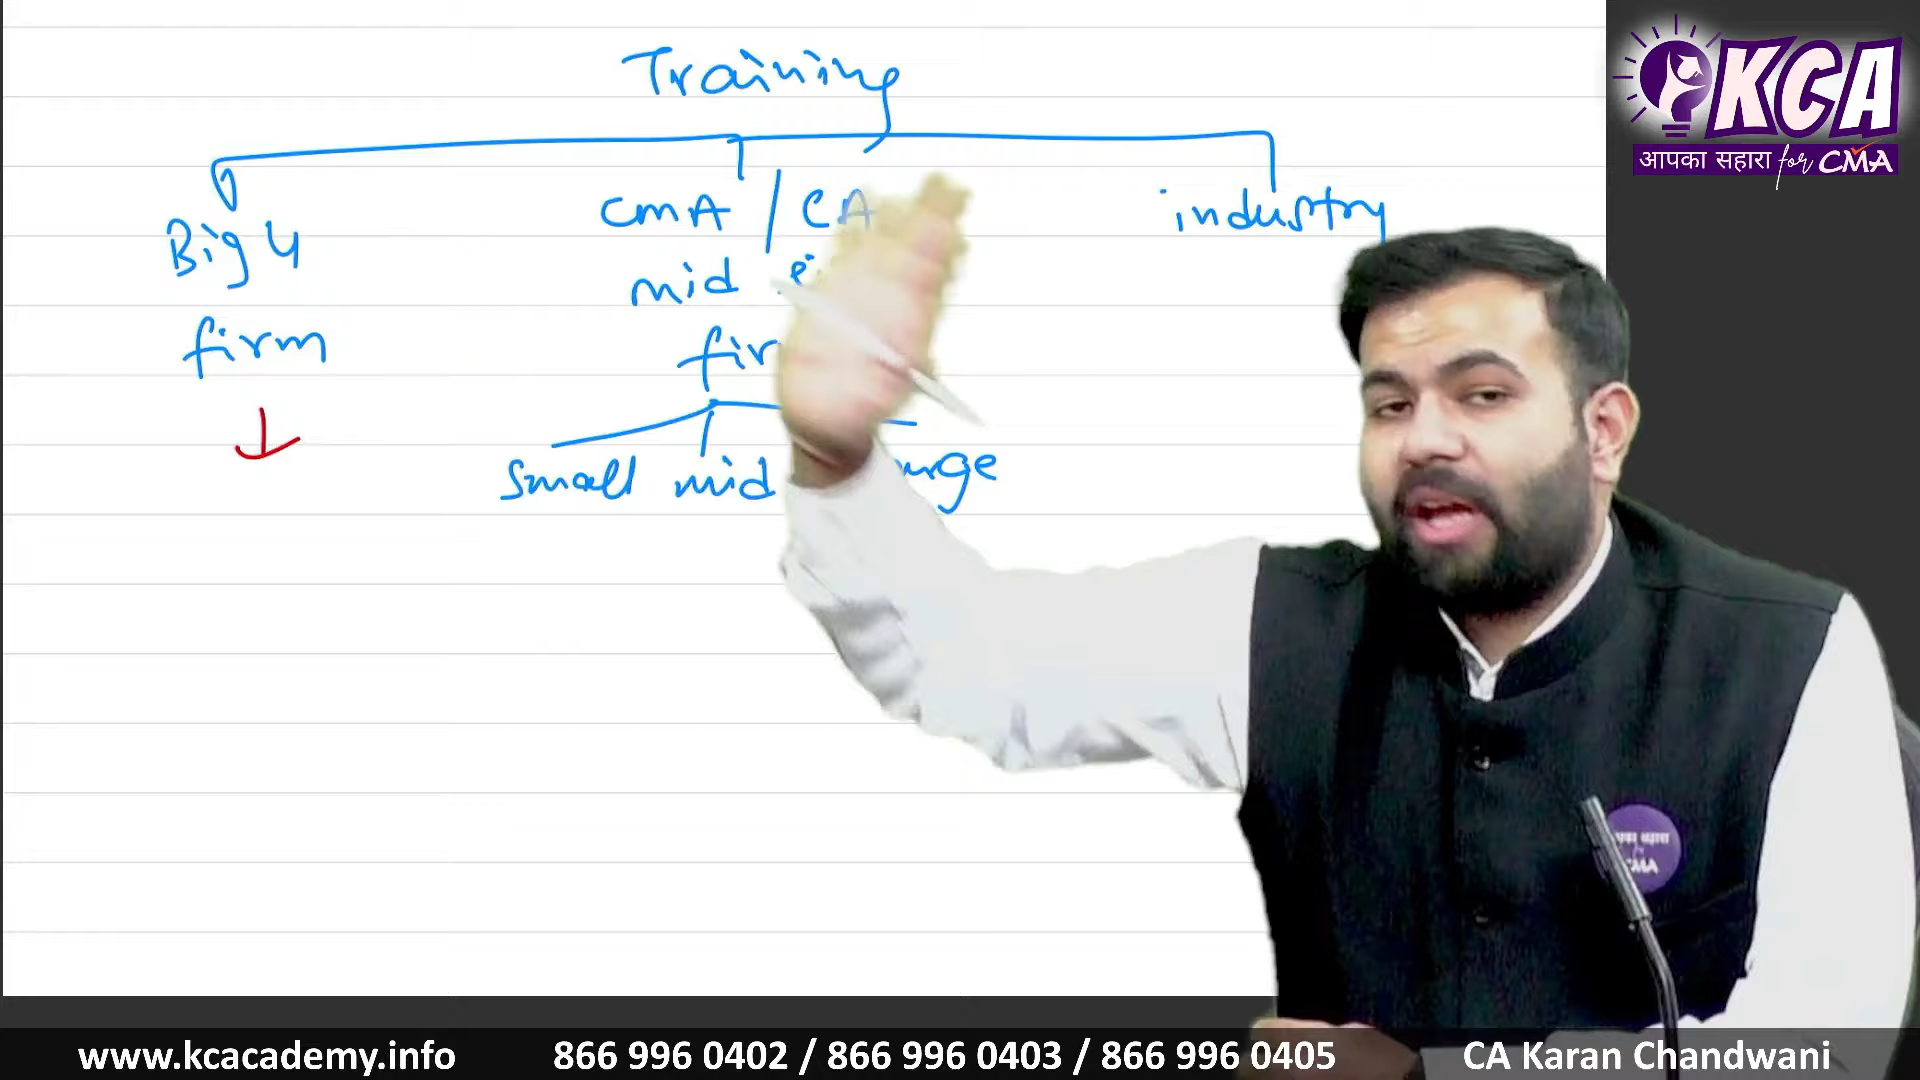 Training
Big 4
firm
CMA / CA
mid
small mid
industry
KCA
आपका सहारा for CMA
CMA
www.kcacademy.info 866 996 0402 / 866 996 0403 / 866 996 0405 CA Karan Chandwani